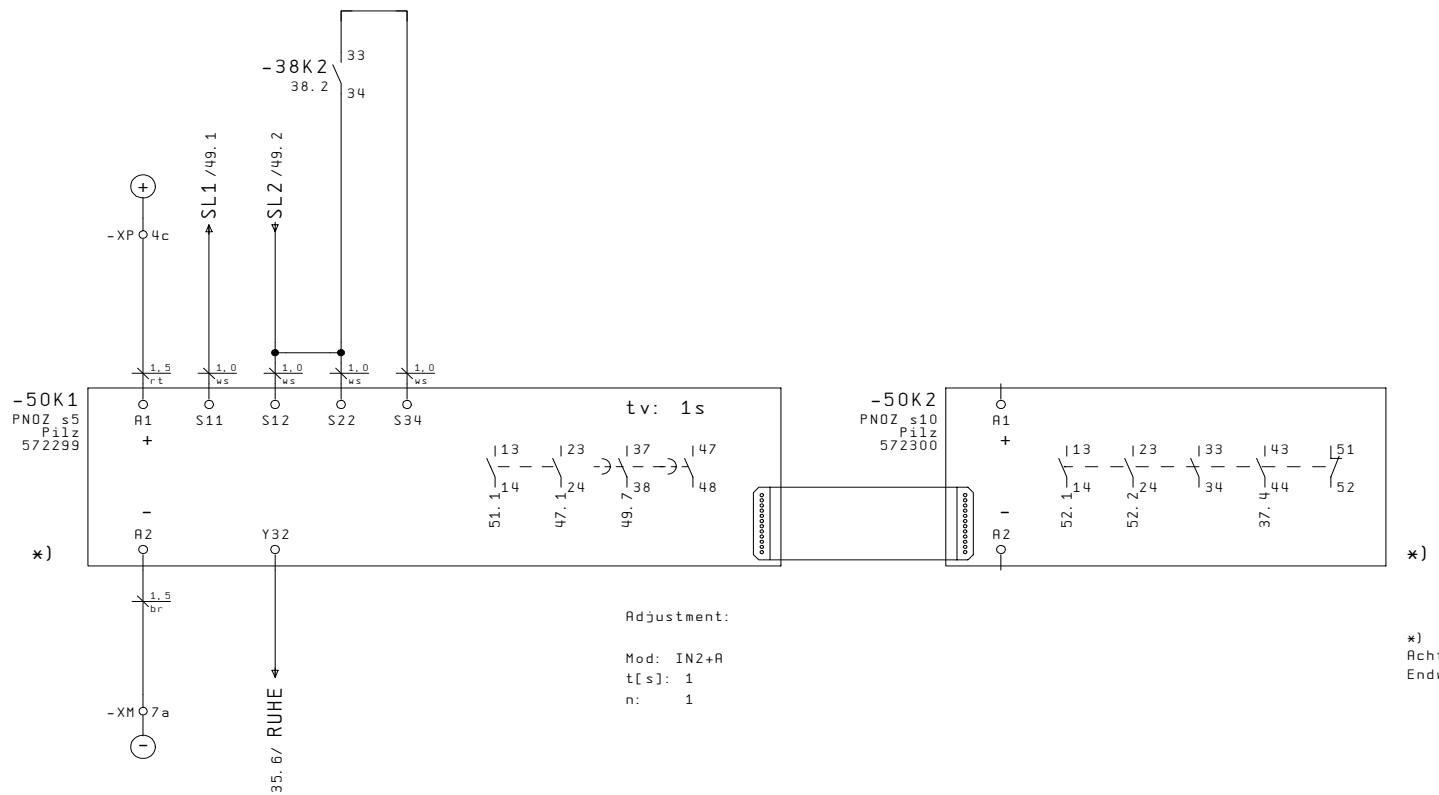 33
-38K2
38.2
34
SL1 /49.1
SL2 /49.2
+
-XP 4c
1,5
rt
1,0
ws
1,0
ws
1,0
ws
1,0
ws
-50K1
PNOZ s5
Pilz
572299
A1
+
S11
S12
S22
S34
tv: 1s
13
14
51.1
23
24
47.1
37
38
49.7
47
48
-
A2
Y32
*)
1,5
br
-XM 7a
-
35.6/ RUHE
-50K2
PNOZ s10
Pilz
572300
A1
+
13
14
52.1
23
24
52.2
33
34
43
44
37.4
51
52
-
A2
*)
Adjustment:
Mod: IN2+A
t[s]: 1
n: 1
*)